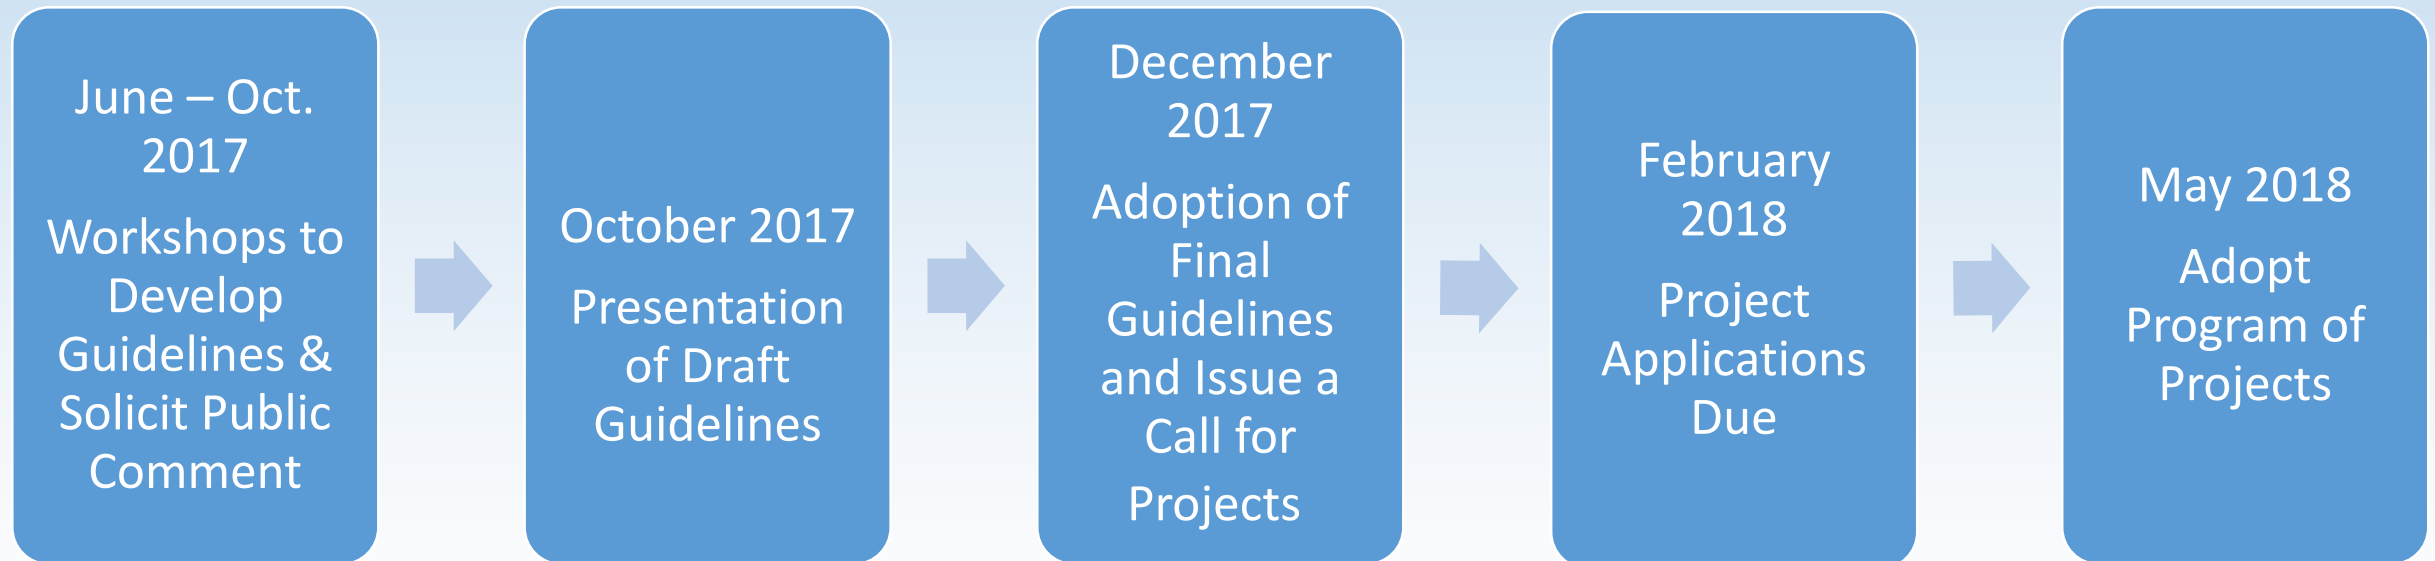 June – Oct.
2017
Workshops to
Develop
Guidelines &
Solicit Public
Comment
October 2017
Presentation
of Draft
Guidelines
December
2017
Adoption of
Final
Guidelines
and Issue a
Call for
Projects
February
2018
Project
Applications
Due
May 2018
Adopt
Program of
Projects